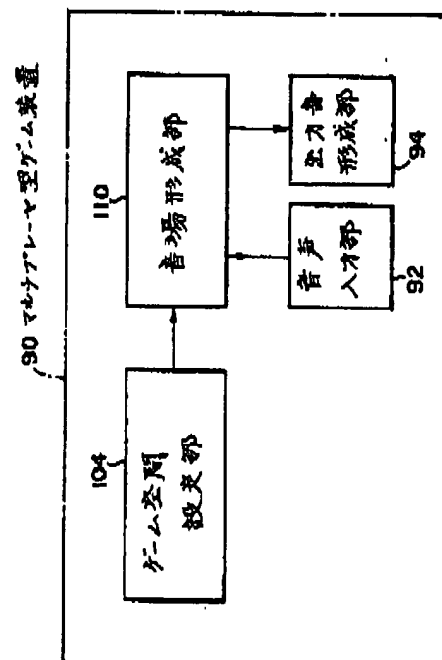 90 マルチプレーヤ型ゲーム装置
104
ゲーム空間
設定部
110
音場形成部
音声
入力部
92
出力音
形成部
94